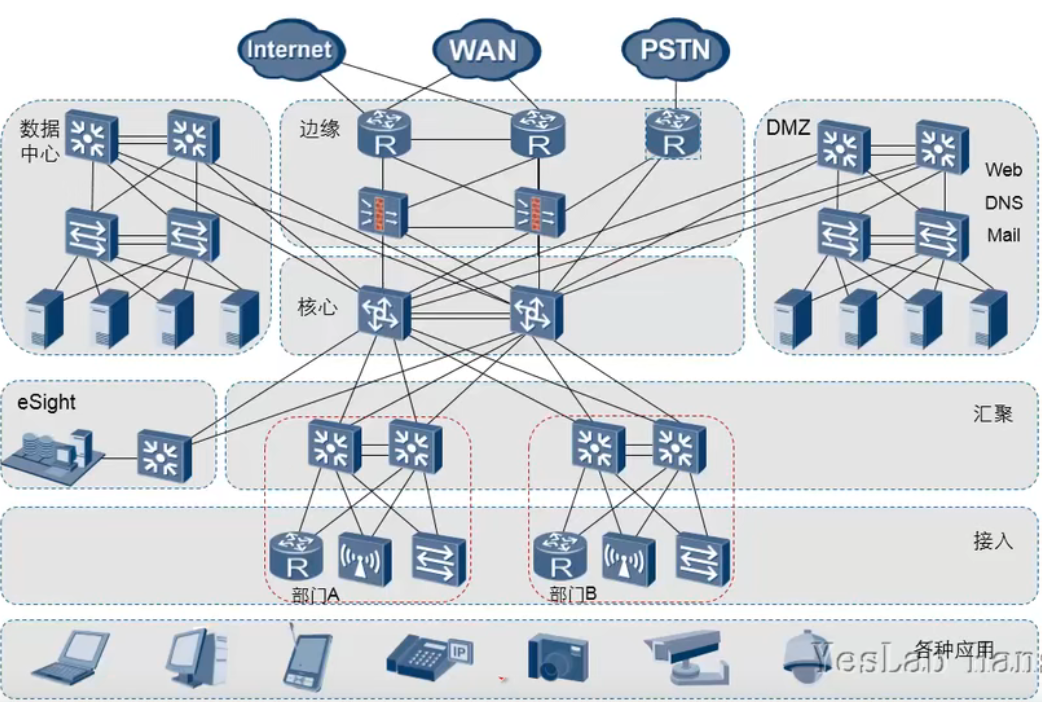 Internet
WAN
PSTN
数据
中心
边缘
R
R
R
DMZ
Web
DNS
Mail
核心
eSight
汇聚
接入
R
R
部门A
部门B
IP
各种应用
YesLab